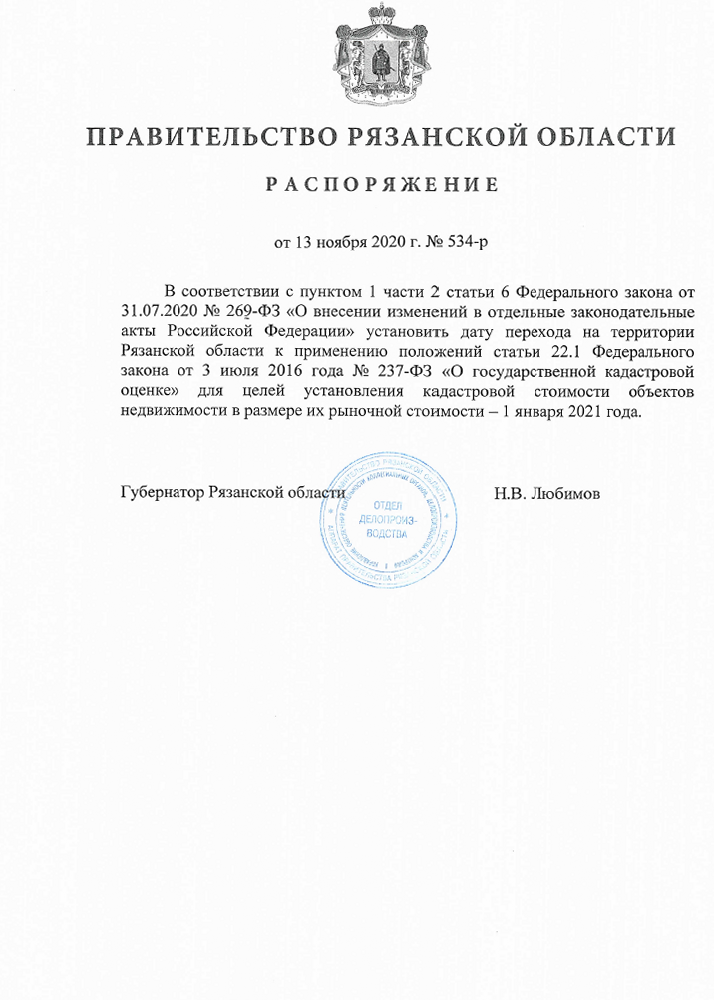 ПРАВИТЕЛЬСТВО РЯЗАНСКОЙ ОБЛАСТИ
РАСПОРЯЖЕНИЕ
от 13 ноября 2020 г. № 534-р
В соответствии с пунктом 1 части 2 статьи 6 Федерального закона от
31.07.2020 № 269-ФЗ «О внесении изменений в отдельные законодательные
акты Российской Федерации» установить дату перехода на территории
Рязанской области к применению положений статьи 22.1 Федерального
закона от 3 июля 2016 года № 237-ФЗ «О государственной кадастровой
оценке» для целей установления кадастровой стоимости объектов
недвижимости в размере их рыночной стоимости – 1 января 2021 года.
Губернатор Рязанской области
Н.В. Любимов
ПРАВИТЕЛЬСТВО РЯЗАНСКОЙ ОБЛАСТИ
ОТДЕЛ
ДЕЛОПРОИЗ-
ВОДСТВА